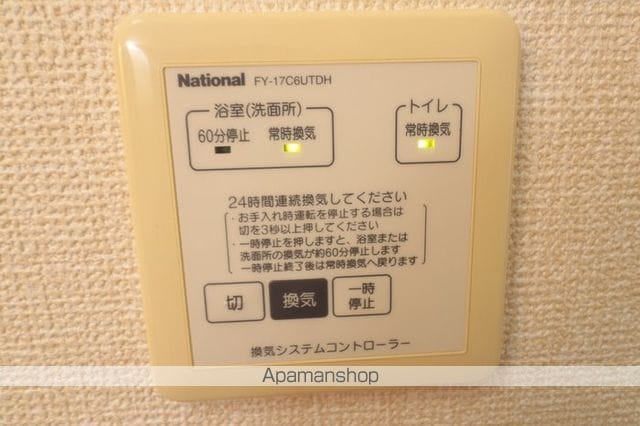 National FY-17C6UTDH
浴室(洗面所)
60分停止 常時換気
トイレ
常時換気
24時間連続換気してください
・お手入れ時運転を停止する場合は
切を3秒以上押してください
・一時停止を押しますと、浴室または
洗面所の換気が約60分停止します
一時停止終了後は常時換気へ戻ります
切
換気
一時
停止
換気システムコントローラー
Apamanshop